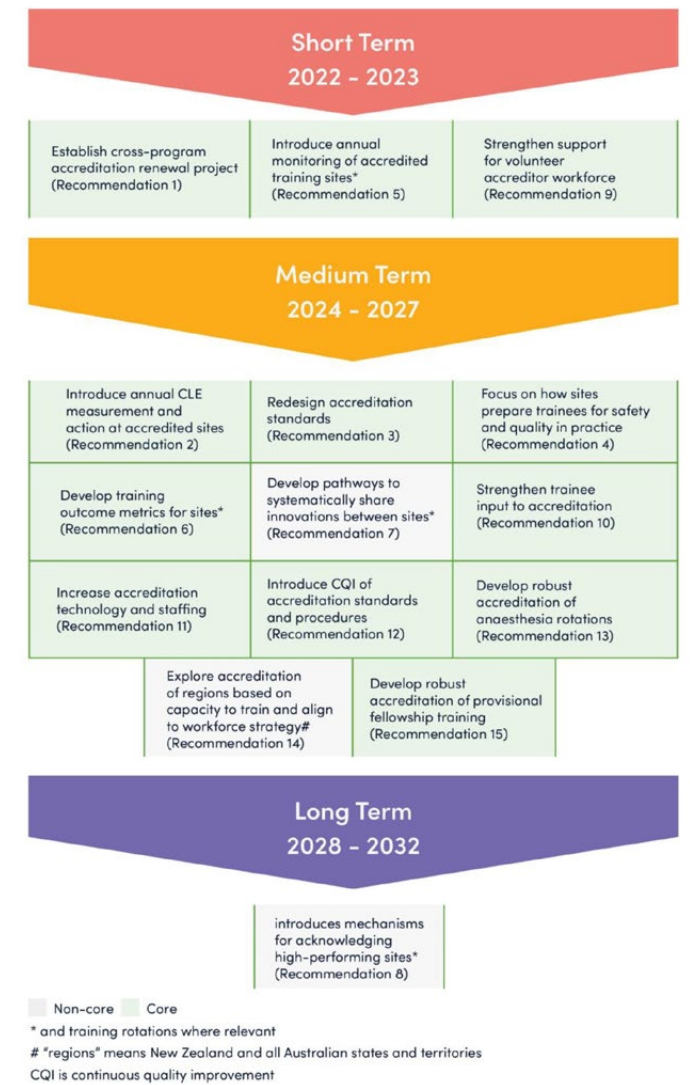 Short Term
2022 - 2023
Establish cross-program
accreditation renewal project
(Recommendation 1)
Introduce annual
monitoring of accredited
training sites*
(Recommendation 5)
Strengthen support
for volunteer
accreditor workforce
(Recommendation 9)
Medium Term
2024 - 2027
Introduce annual CLE
measurement and
action at accredited sites
(Recommendation 2)
Redesign accreditation
standards
(Recommendation 3)
Focus on how sites
prepare trainees for safety
and quality in practice
(Recommendation 4)
Develop training
outcome metrics for sites*
(Recommendation 6)
Develop pathways to
systematically share
innovations between sites*
(Recommendation 7)
Strengthen trainee
input to accreditation
(Recommendation 10)
Increase accreditation
technology and staffing
(Recommendation 11)
Introduce CQI of
accreditation standards
and procedures
(Recommendation 12)
Develop robust
accreditation of
anaesthesia rotations
(Recommendation 13)
Explore accreditation
of regions based on
capacity to train and align
to workforce strategy#
(Recommendation 14)
Develop robust
accreditation of provisional
fellowship training
(Recommendation 15)
Long Term
2028 - 2032
introduces mechanisms
for acknowledging
high-performing sites*
(Recommendation 8)
Non-core Core
* and training rotations where relevant
# "regions" means New Zealand and all Australian states and territories
CQI is continuous quality improvement